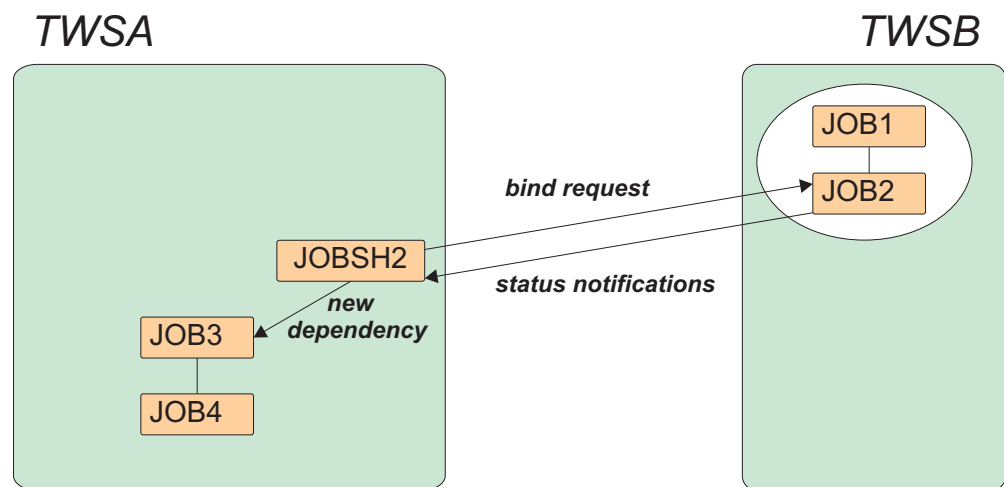 TWSA
TWSB
JOB1
bind request
JOB2
JOBSH2
status notifications
new
dependency
JOB3
JOB4